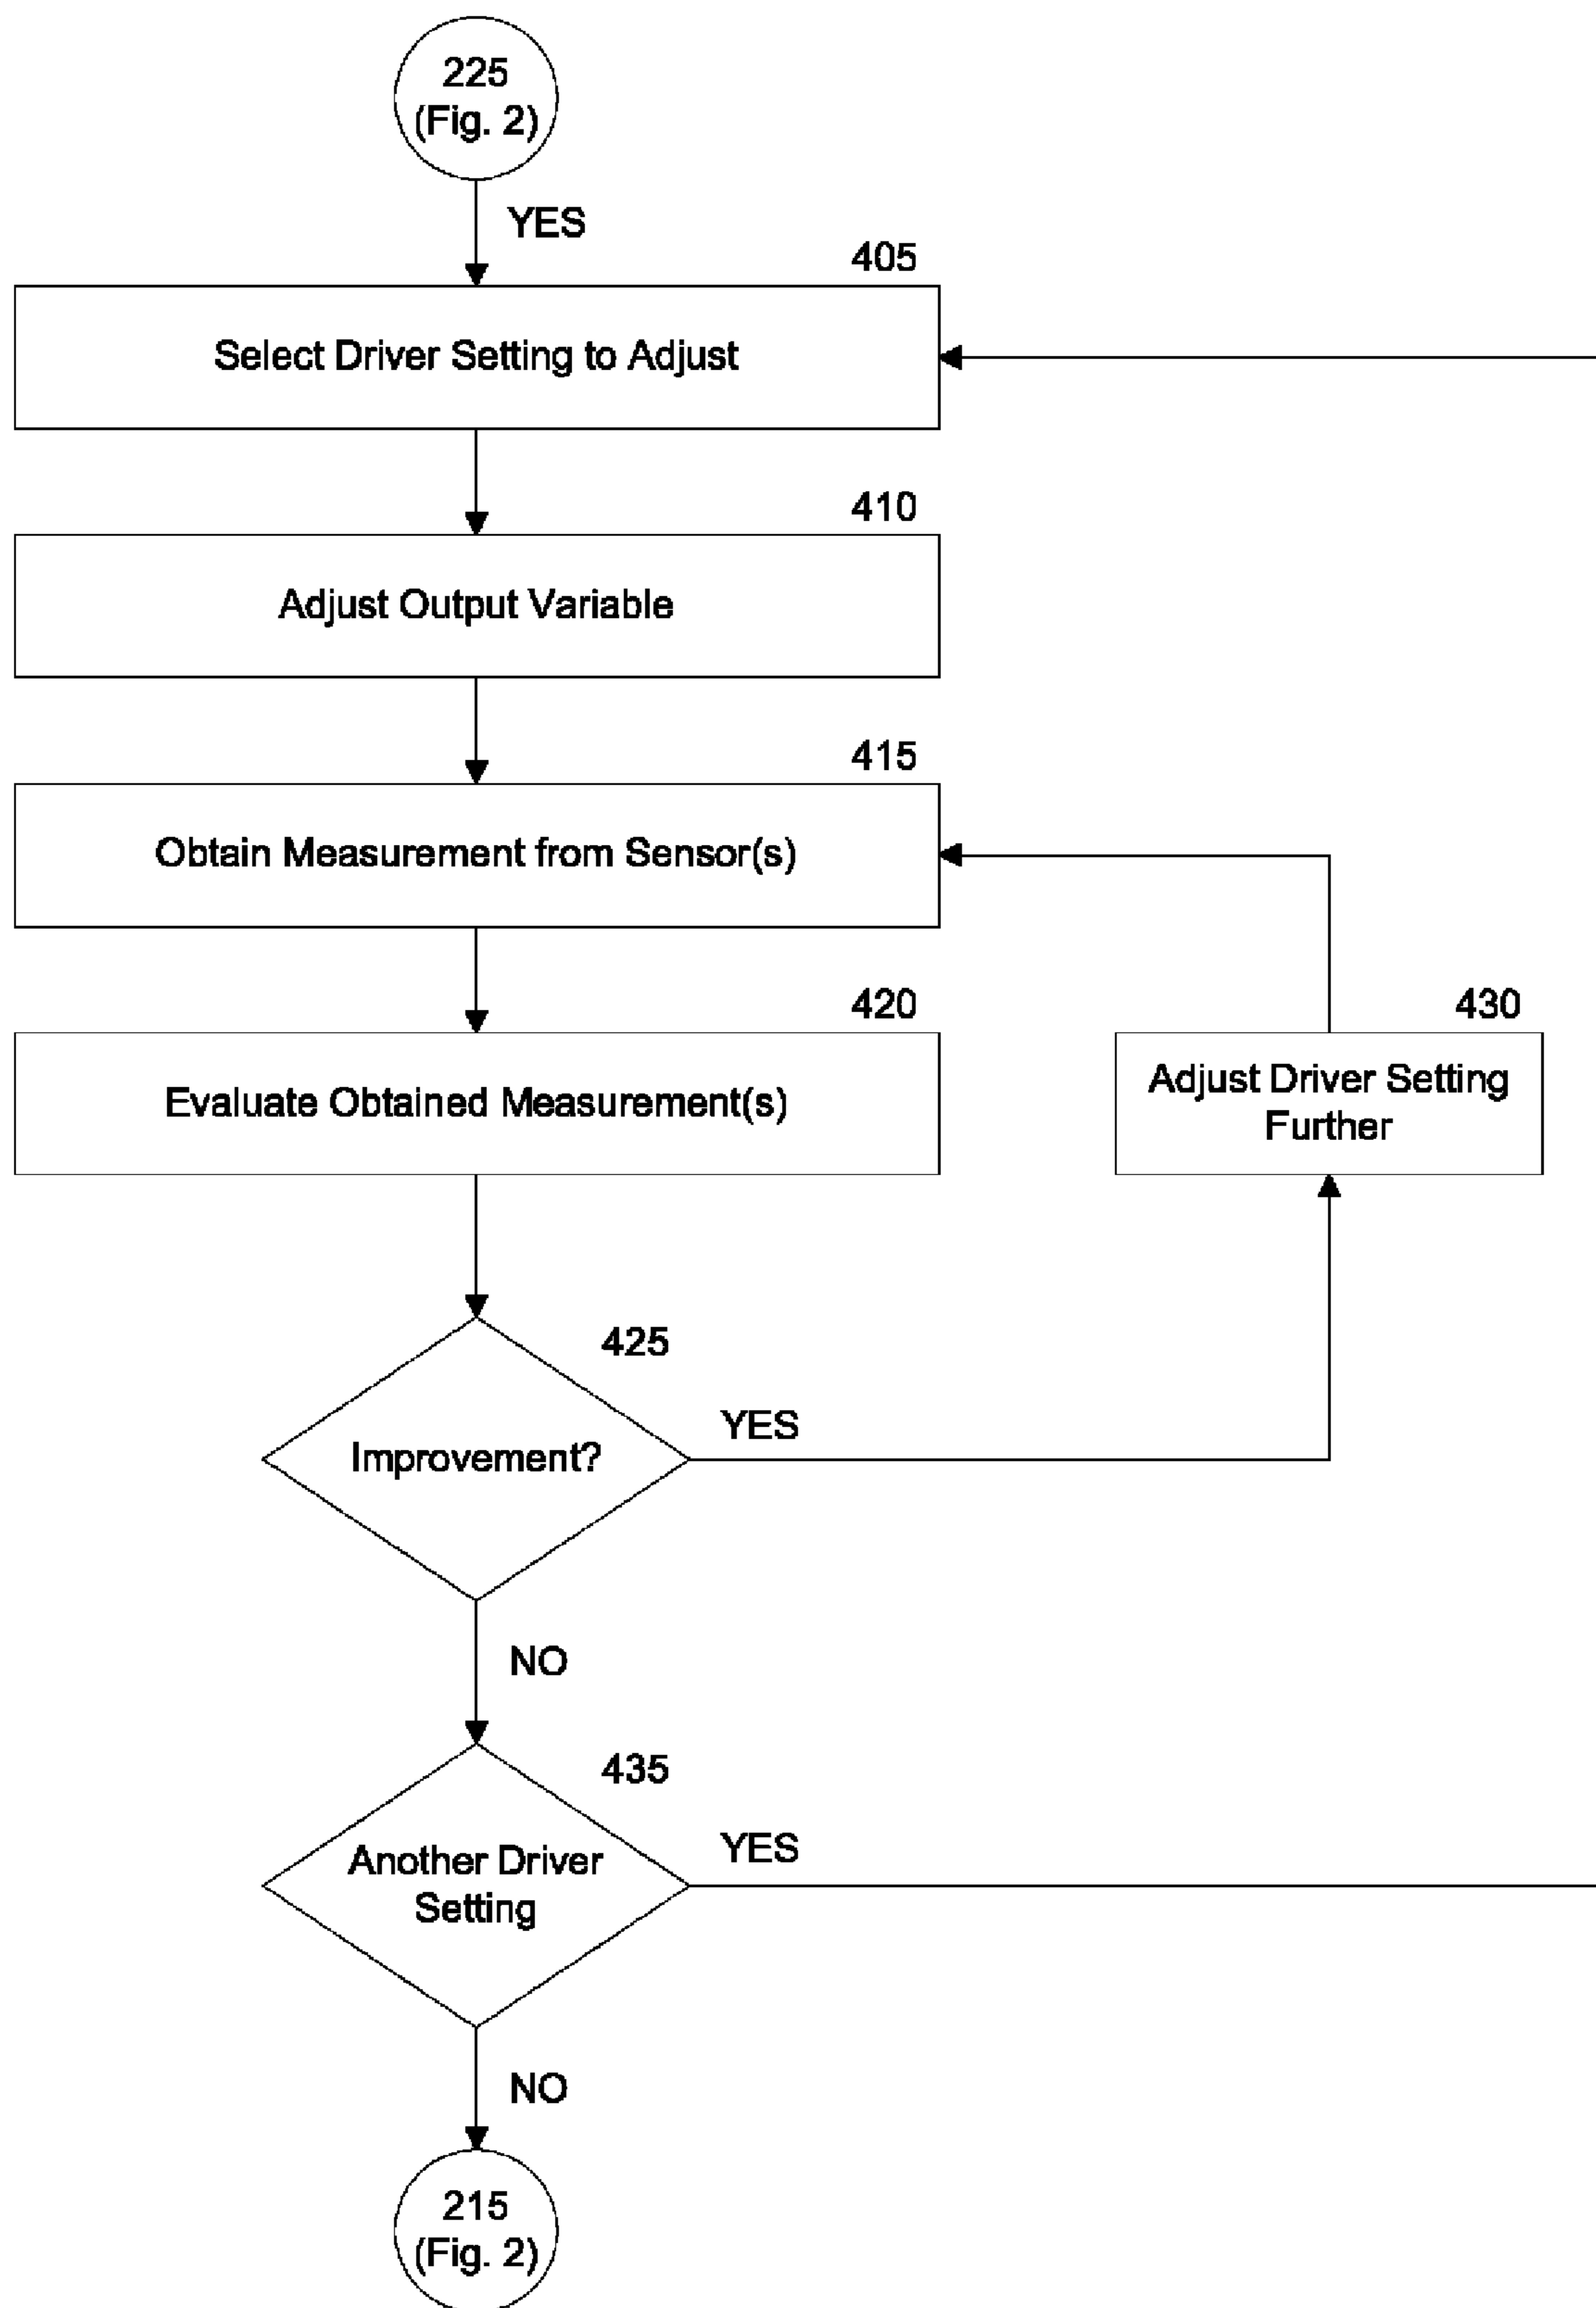 225
(Fig. 2)
YES
405
Select Driver Setting to Adjust
410
Adjust Output Variable
415
Obtain Measurement from Sensor(s)
420
Evaluate Obtained Measurement(s)
430
Adjust Driver Setting
Further
425
Improvement?
YES
NO
435
Another Driver
Setting
YES
NO
215
(Fig. 2)